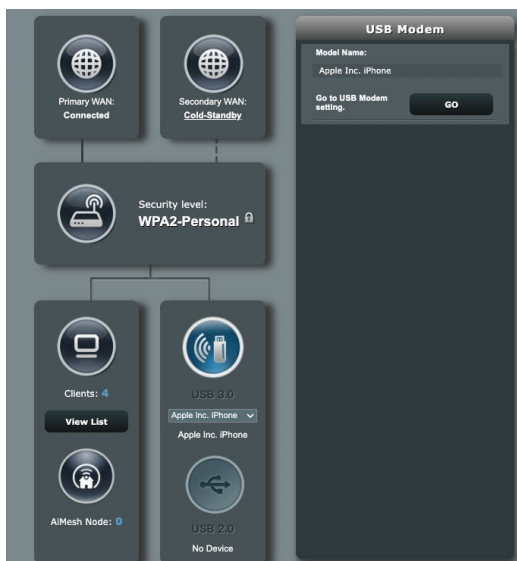 Primary WAN:
Connected
Secondary WAN:
Cold-Standby
Security level:
WPA2-Personal
Clients: 4
View List
AiMesh Node: 0
USB 3.0
Apple Inc. iPhone
Apple Inc. iPhone
USB 2.0
No Device
USB Modem
Model Name:
Apple Inc. iPhone
Go to USB Modem
setting.
GO